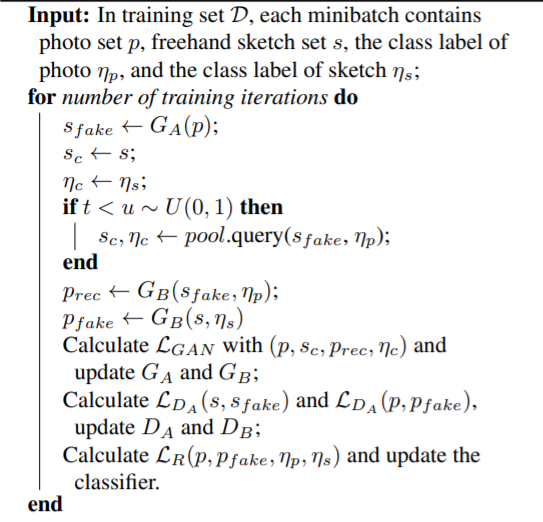 Input: In training set 𝒟, each minibatch contains
photo set p, freehand sketch set s, the class label of
photo η_p, and the class label of sketch η_s;
for number of training iterations do
s_fake ← G_A(p);
s_c ← s;
η_c ← η_s;
if t < u ∼ U(0, 1) then
s_c, η_c ← pool.query(s_fake, η_p);
end
p_rec ← G_B(s_fake, η_p);
p_fake ← G_B(s, η_s)
Calculate ℒ_GAN with (p, s_c, p_rec, η_c) and
update G_A and G_B;
Calculate ℒ_D_A(s, s_fake) and ℒ_D_A(p, p_fake),
update D_A and D_B;
Calculate ℒ_R(p, p_fake, η_p, η_s) and update the
classifier.
end